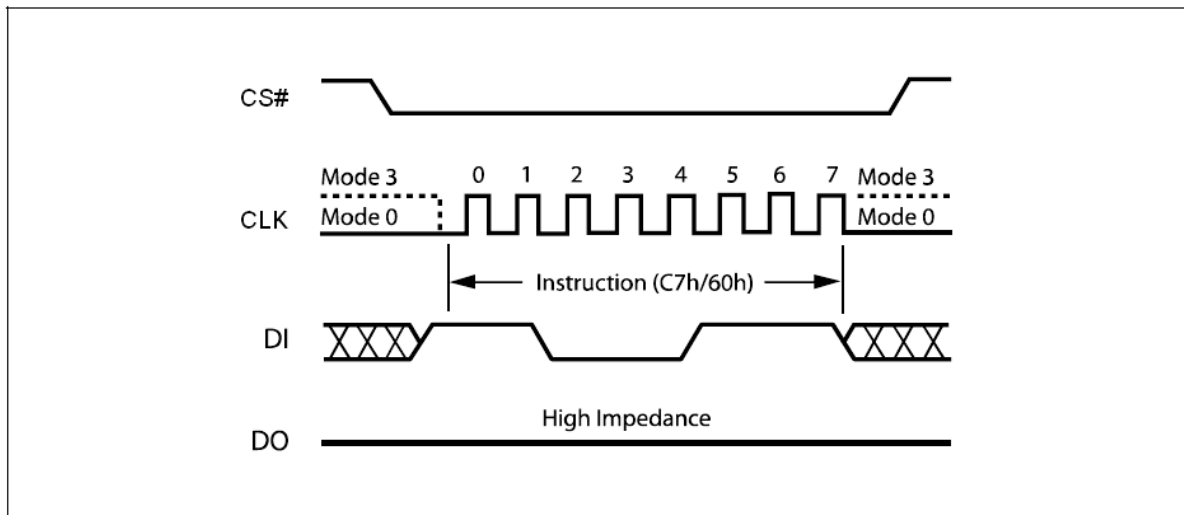 CS#
0 1 2 3 4 5 6 7
Mode 3 Mode 3
CLK Mode 0 Mode 0
Instruction (C7h/60h)
DI
High Impedance
DO